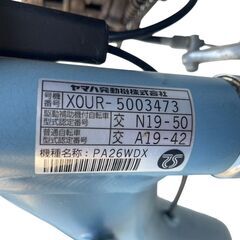 ヤマハ発動機株式会社
号機番号 XOUR-5003473
駆動補助機付自転車型式認定番号 交 N19-50
普通自転車型式認定番号 交 A19-42
機種名称：PA26WDX